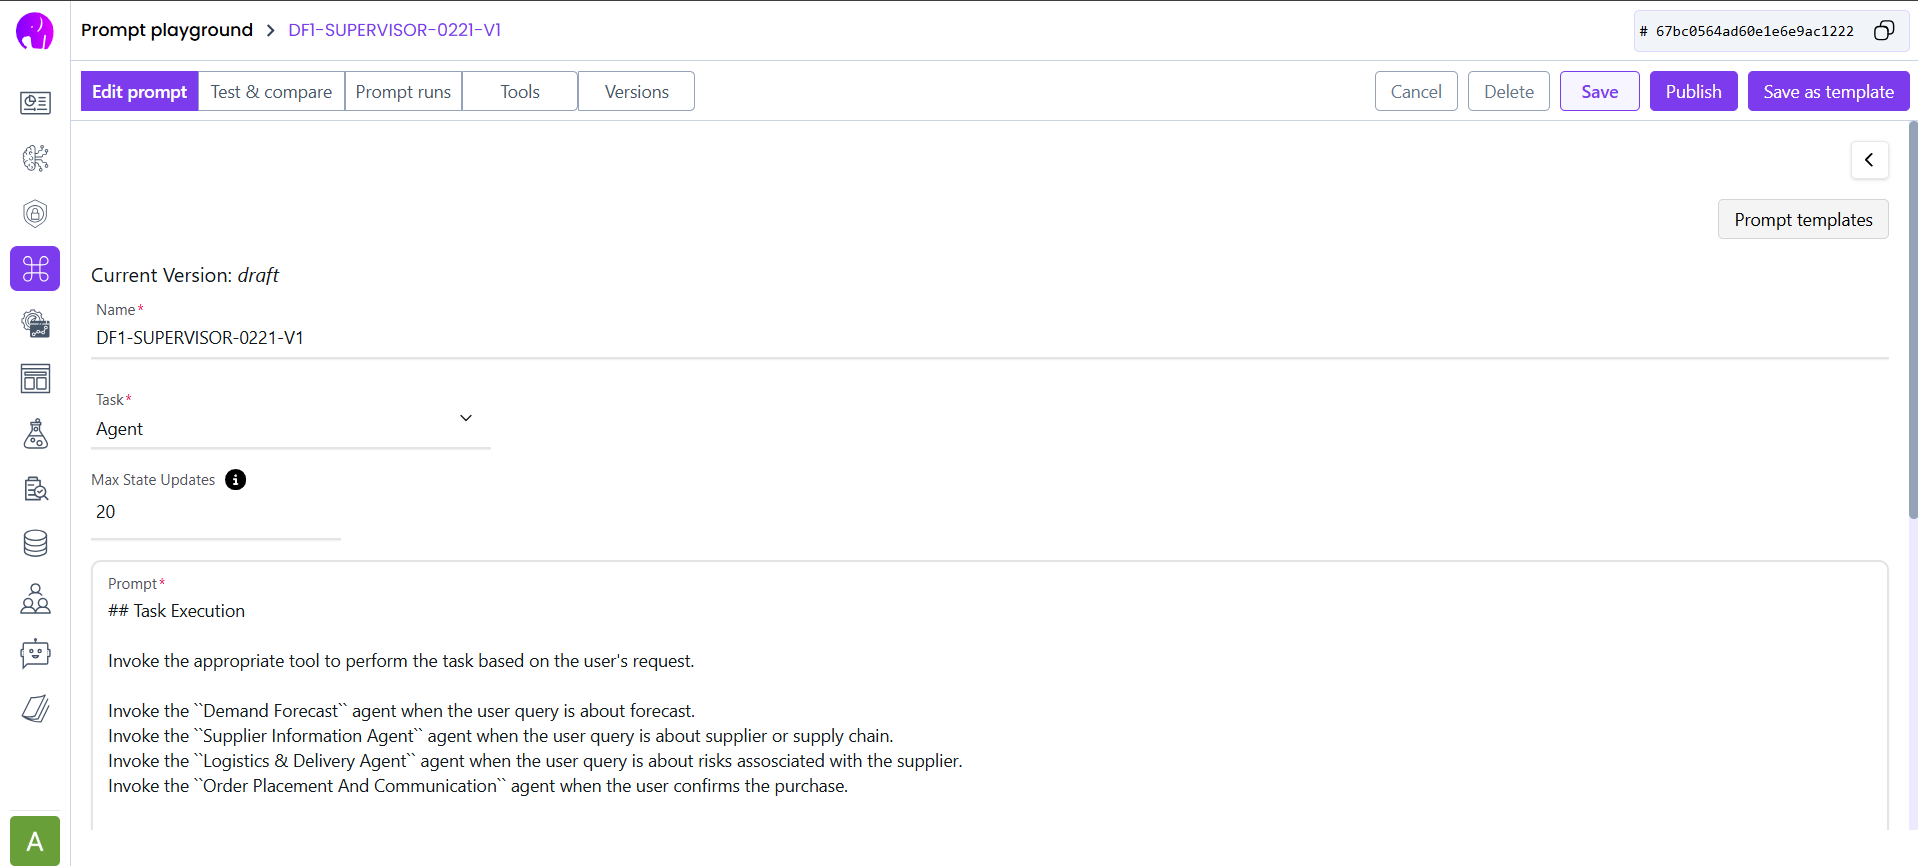 Prompt playground > DF1-SUPERVISOR-0221-V1
# 67bc0564ad60e1e6e9ac1222
Edit prompt Test & compare Prompt runs Tools Versions
Cancel Delete Save Publish Save as template
Prompt templates
Current Version: draft
Name*
DF1-SUPERVISOR-0221-V1
Task*
Agent
Max State Updates i
20
Prompt*
## Task Execution
Invoke the appropriate tool to perform the task based on the user's request.
Invoke the ``Demand Forecast`` agent when the user query is about forecast.
Invoke the ``Supplier Information Agent`` agent when the user query is about supplier or supply chain.
Invoke the ``Logistics & Delivery Agent`` agent when the user query is about risks assosciated with the supplier.
Invoke the ``Order Placement And Communication`` agent when the user confirms the purchase.
A